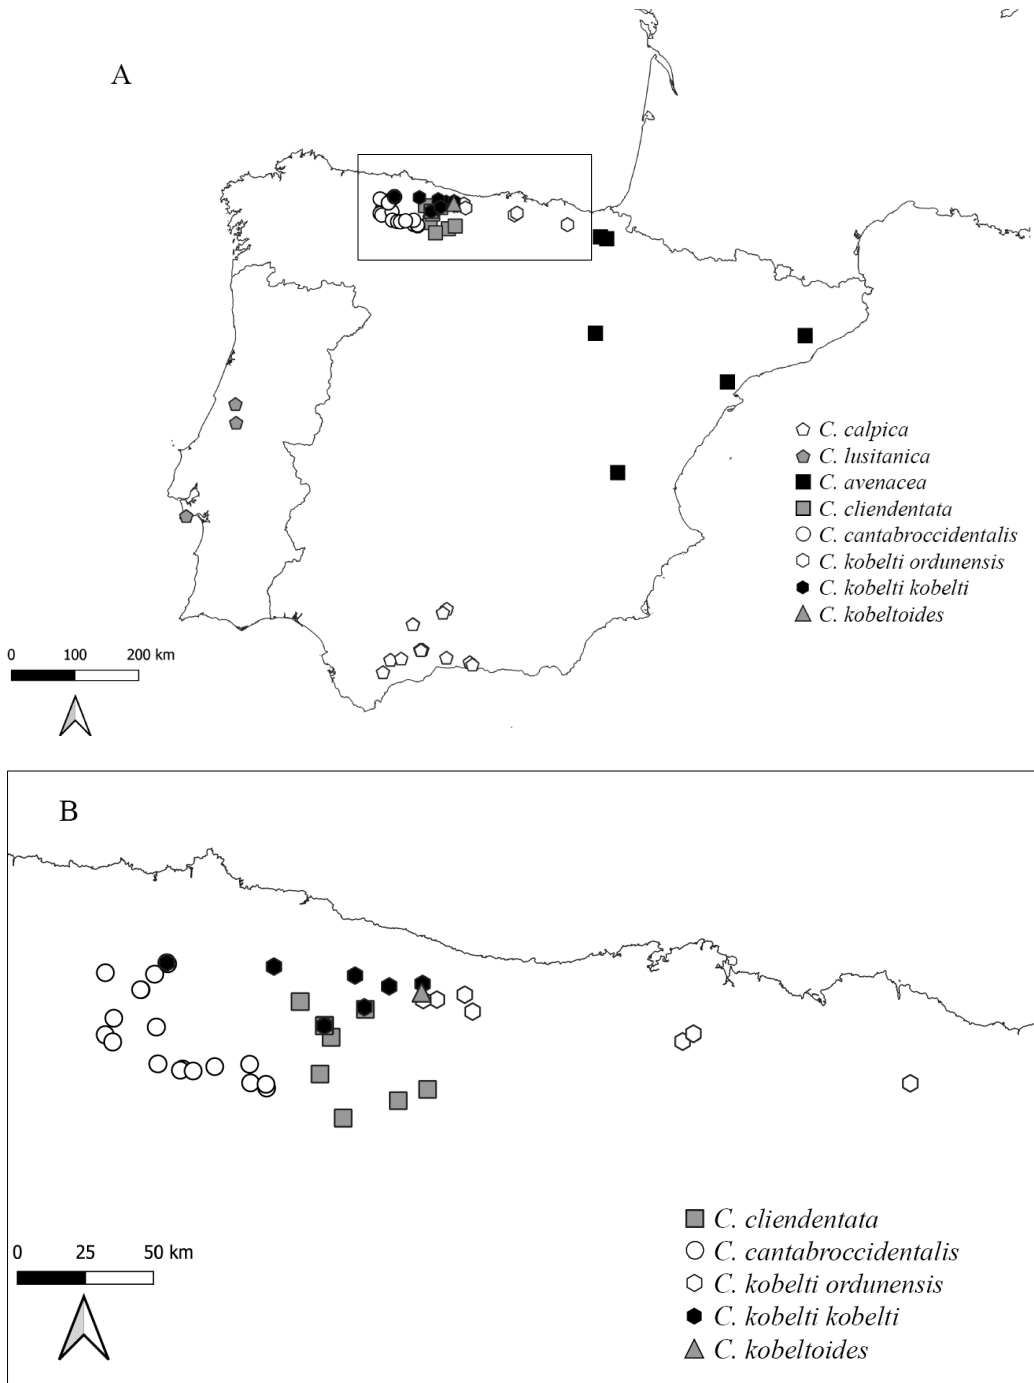 A
C. calpica
C. lusitanica
C. avenacea
C. cliendentata
C. cantabroccidentalis
C. kobelti ordunensis
C. kobelti kobelti
C. kobeltoides
0 100 200 km
B
C. cliendentata
C. cantabroccidentalis
C. kobelti ordunensis
C. kobelti kobelti
C. kobeltoides
0 25 50 km